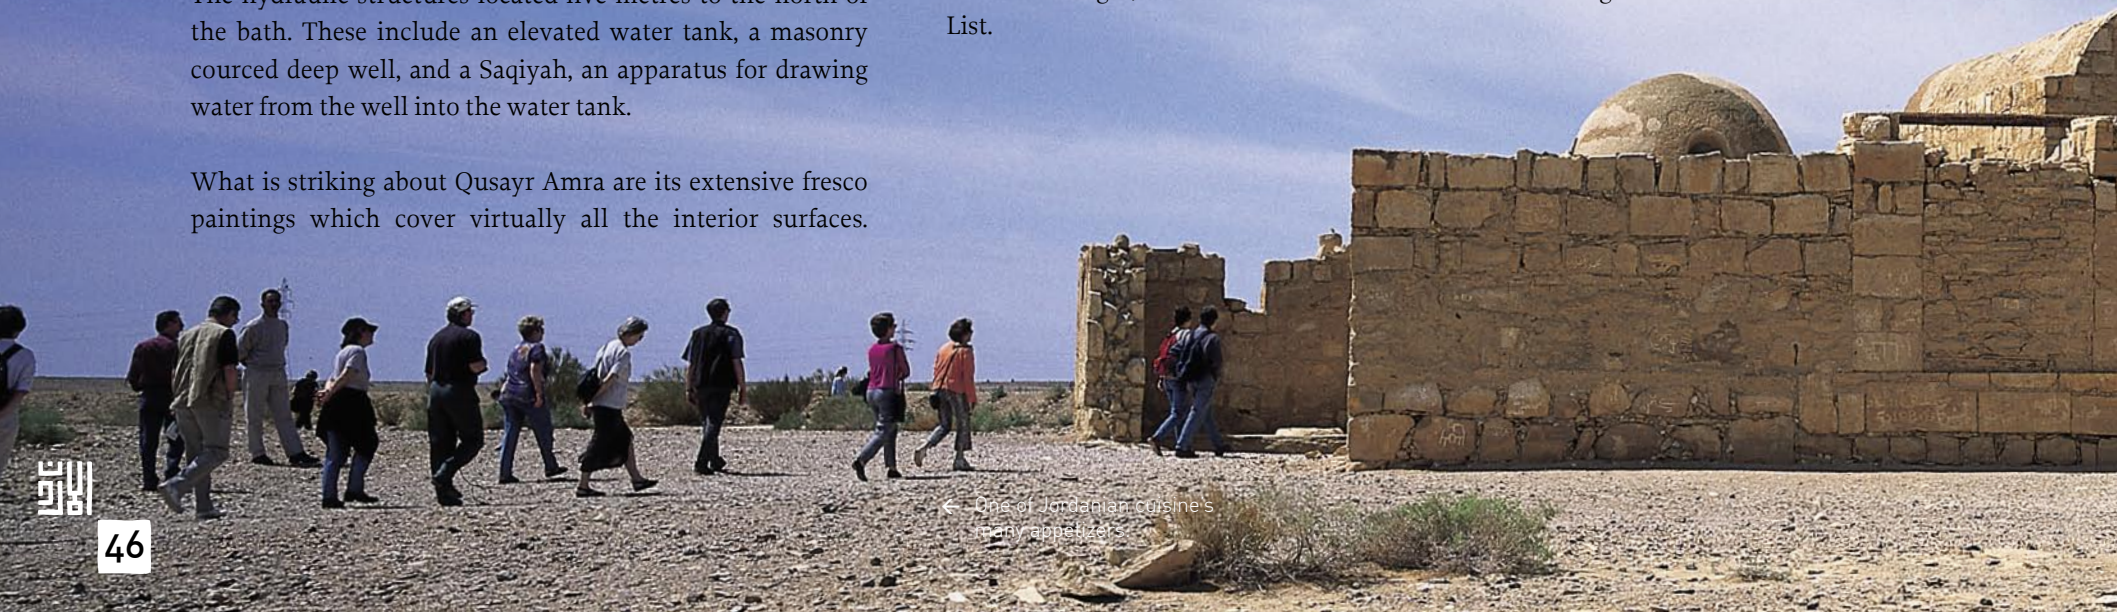 the bath. These include an elevated water tank, a masonry
courced deep well, and a Saqiyah, an apparatus for drawing
water from the well into the water tank.
What is striking about Qusayr Amra are its extensive fresco
paintings which cover virtually all the interior surfaces.
List.
← One of Jordanian cuisine's
many appetizers.
46